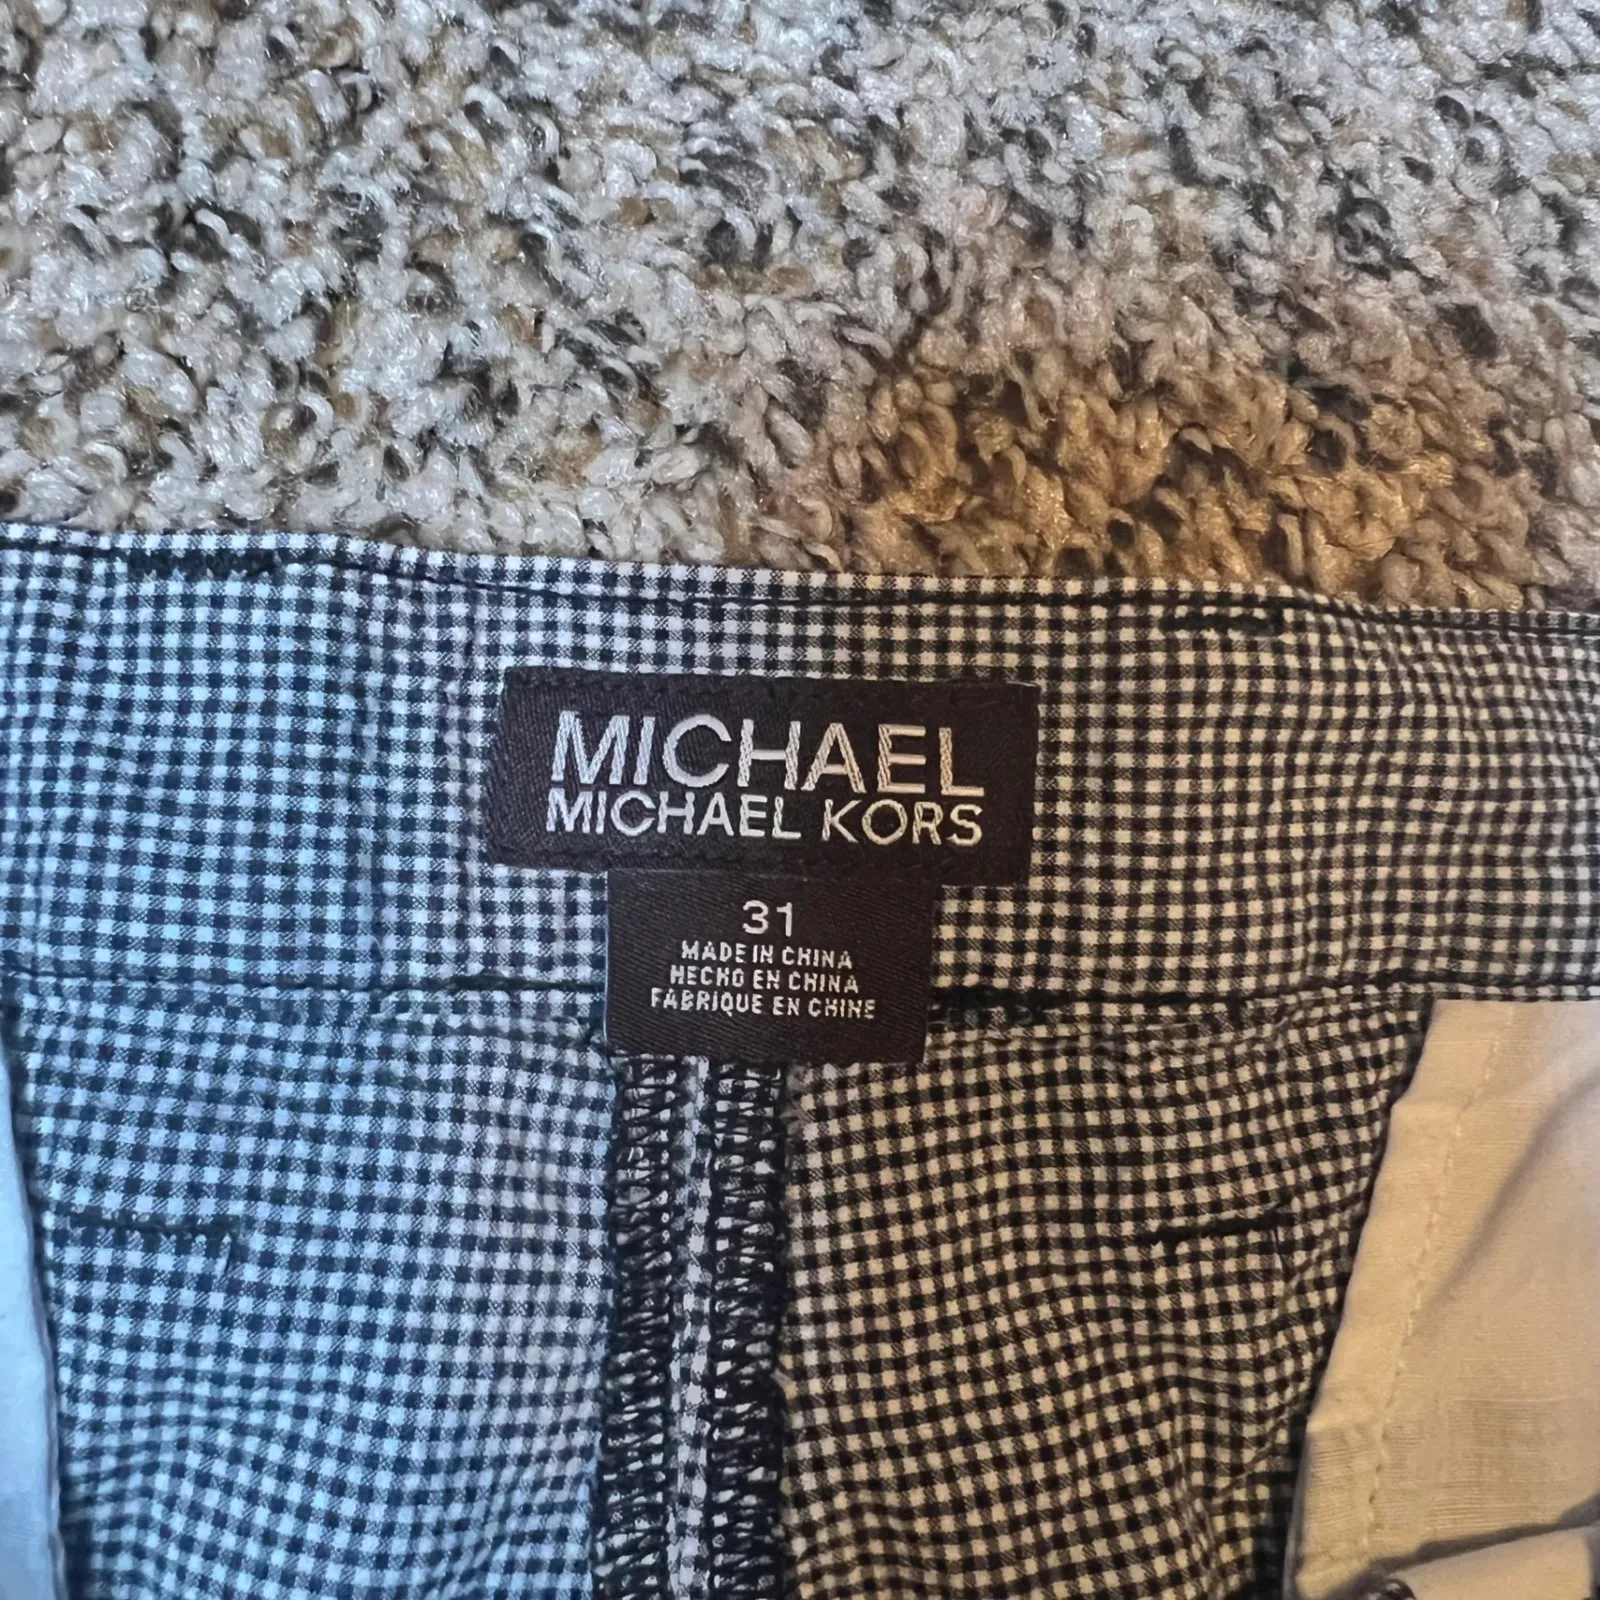 MICHAEL
MICHAEL KORS
31
MADE IN CHINA
HECHO EN CHINA
FABRIQUE EN CHINE